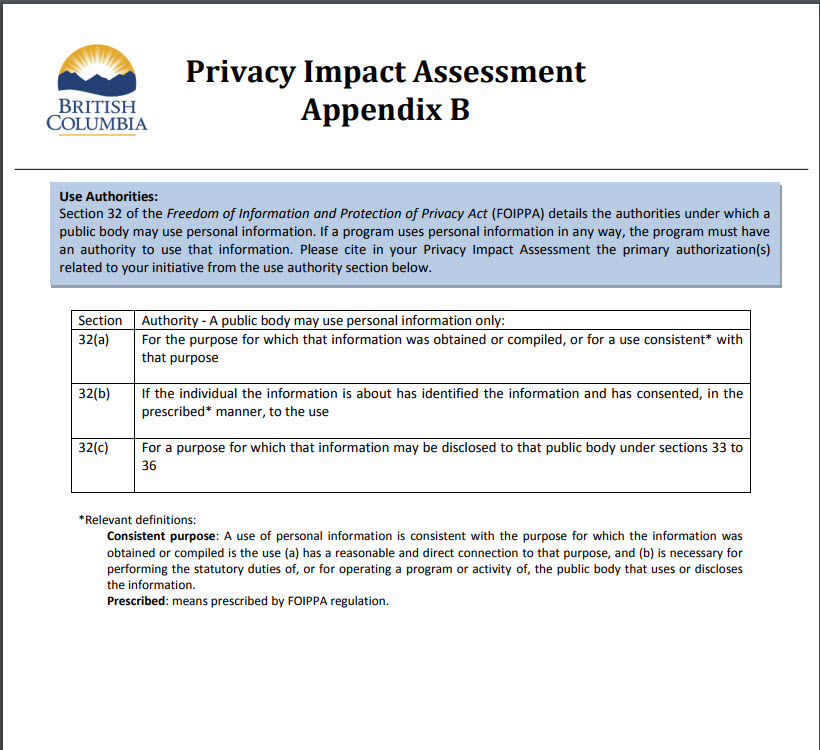 Privacy Impact Assessment
Appendix B
BRITISH
COLUMBIA
Use Authorities:
Section 32 of the Freedom of Information and Protection of Privacy Act (FOIPPA) details the authorities under which a
public body may use personal information. If a program uses personal information in any way, the program must have
an authority to use that information. Please cite in your Privacy Impact Assessment the primary authorization(s)
related to your initiative from the use authority section below.
Section Authority - A public body may use personal information only:
32(a) For the purpose for which that information was obtained or compiled, or for a use consistent* with
that purpose
32(b) If the individual the information is about has identified the information and has consented, in the
prescribed* manner, to the use
32(c) For a purpose for which that information may be disclosed to that public body under sections 33 to
36
*Relevant definitions:
Consistent purpose: A use of personal information is consistent with the purpose for which the information was
obtained or compiled is the use (a) has a reasonable and direct connection to that purpose, and (b) is necessary for
performing the statutory duties of, or for operating a program or activity of, the public body that uses or discloses
the information.
Prescribed: means prescribed by FOIPPA regulation.